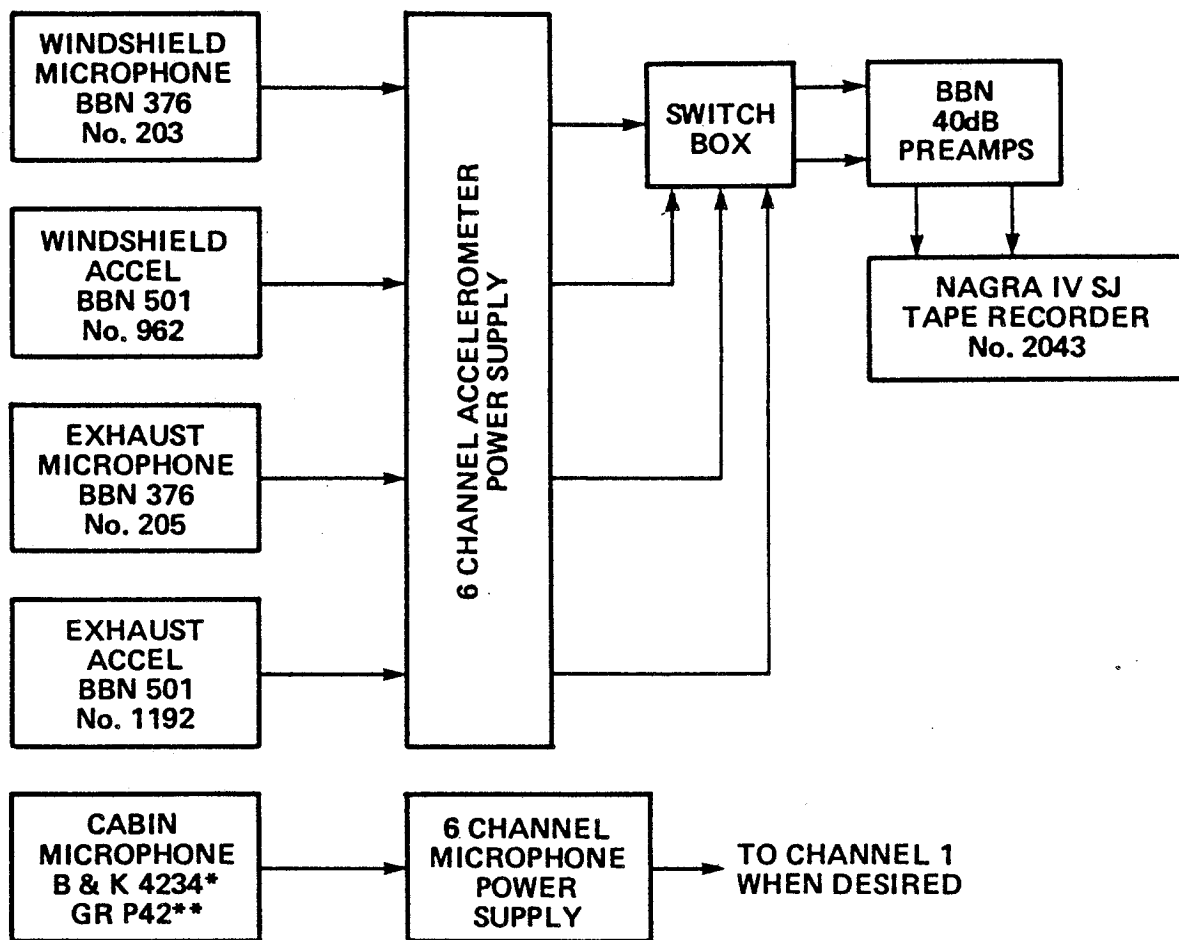 WINDSHIELD
MICROPHONE
BBN 376
No. 203
WINDSHIELD
ACCEL
BBN 501
No. 962
EXHAUST
MICROPHONE
BBN 376
No. 205
EXHAUST
ACCEL
BBN 501
No. 1192
CABIN
MICROPHONE
B & K 4234*
GR P42**
6 CHANNEL ACCELEROMETER
POWER SUPPLY
6 CHANNEL
MICROPHONE
POWER
SUPPLY
SWITCH
BOX
BBN
40dB
PREAMPS
NAGRA IV SJ
TAPE RECORDER
No. 2043
TO CHANNEL 1
WHEN DESIRED